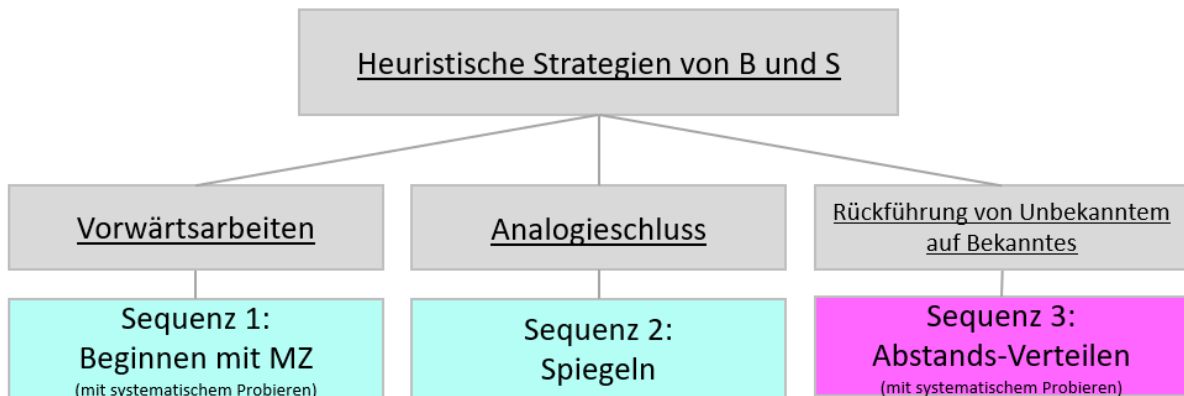 Heuristische Strategien von B und S
Vorwärtsarbeiten
Analogieschluss
Rückführung von Unbekanntem
auf Bekanntes
Sequenz 1:
Beginnen mit MZ
(mit systematischem Probieren)
Sequenz 2:
Spiegeln
Sequenz 3:
Abstands-Verteilen
(mit systematischem Probieren)